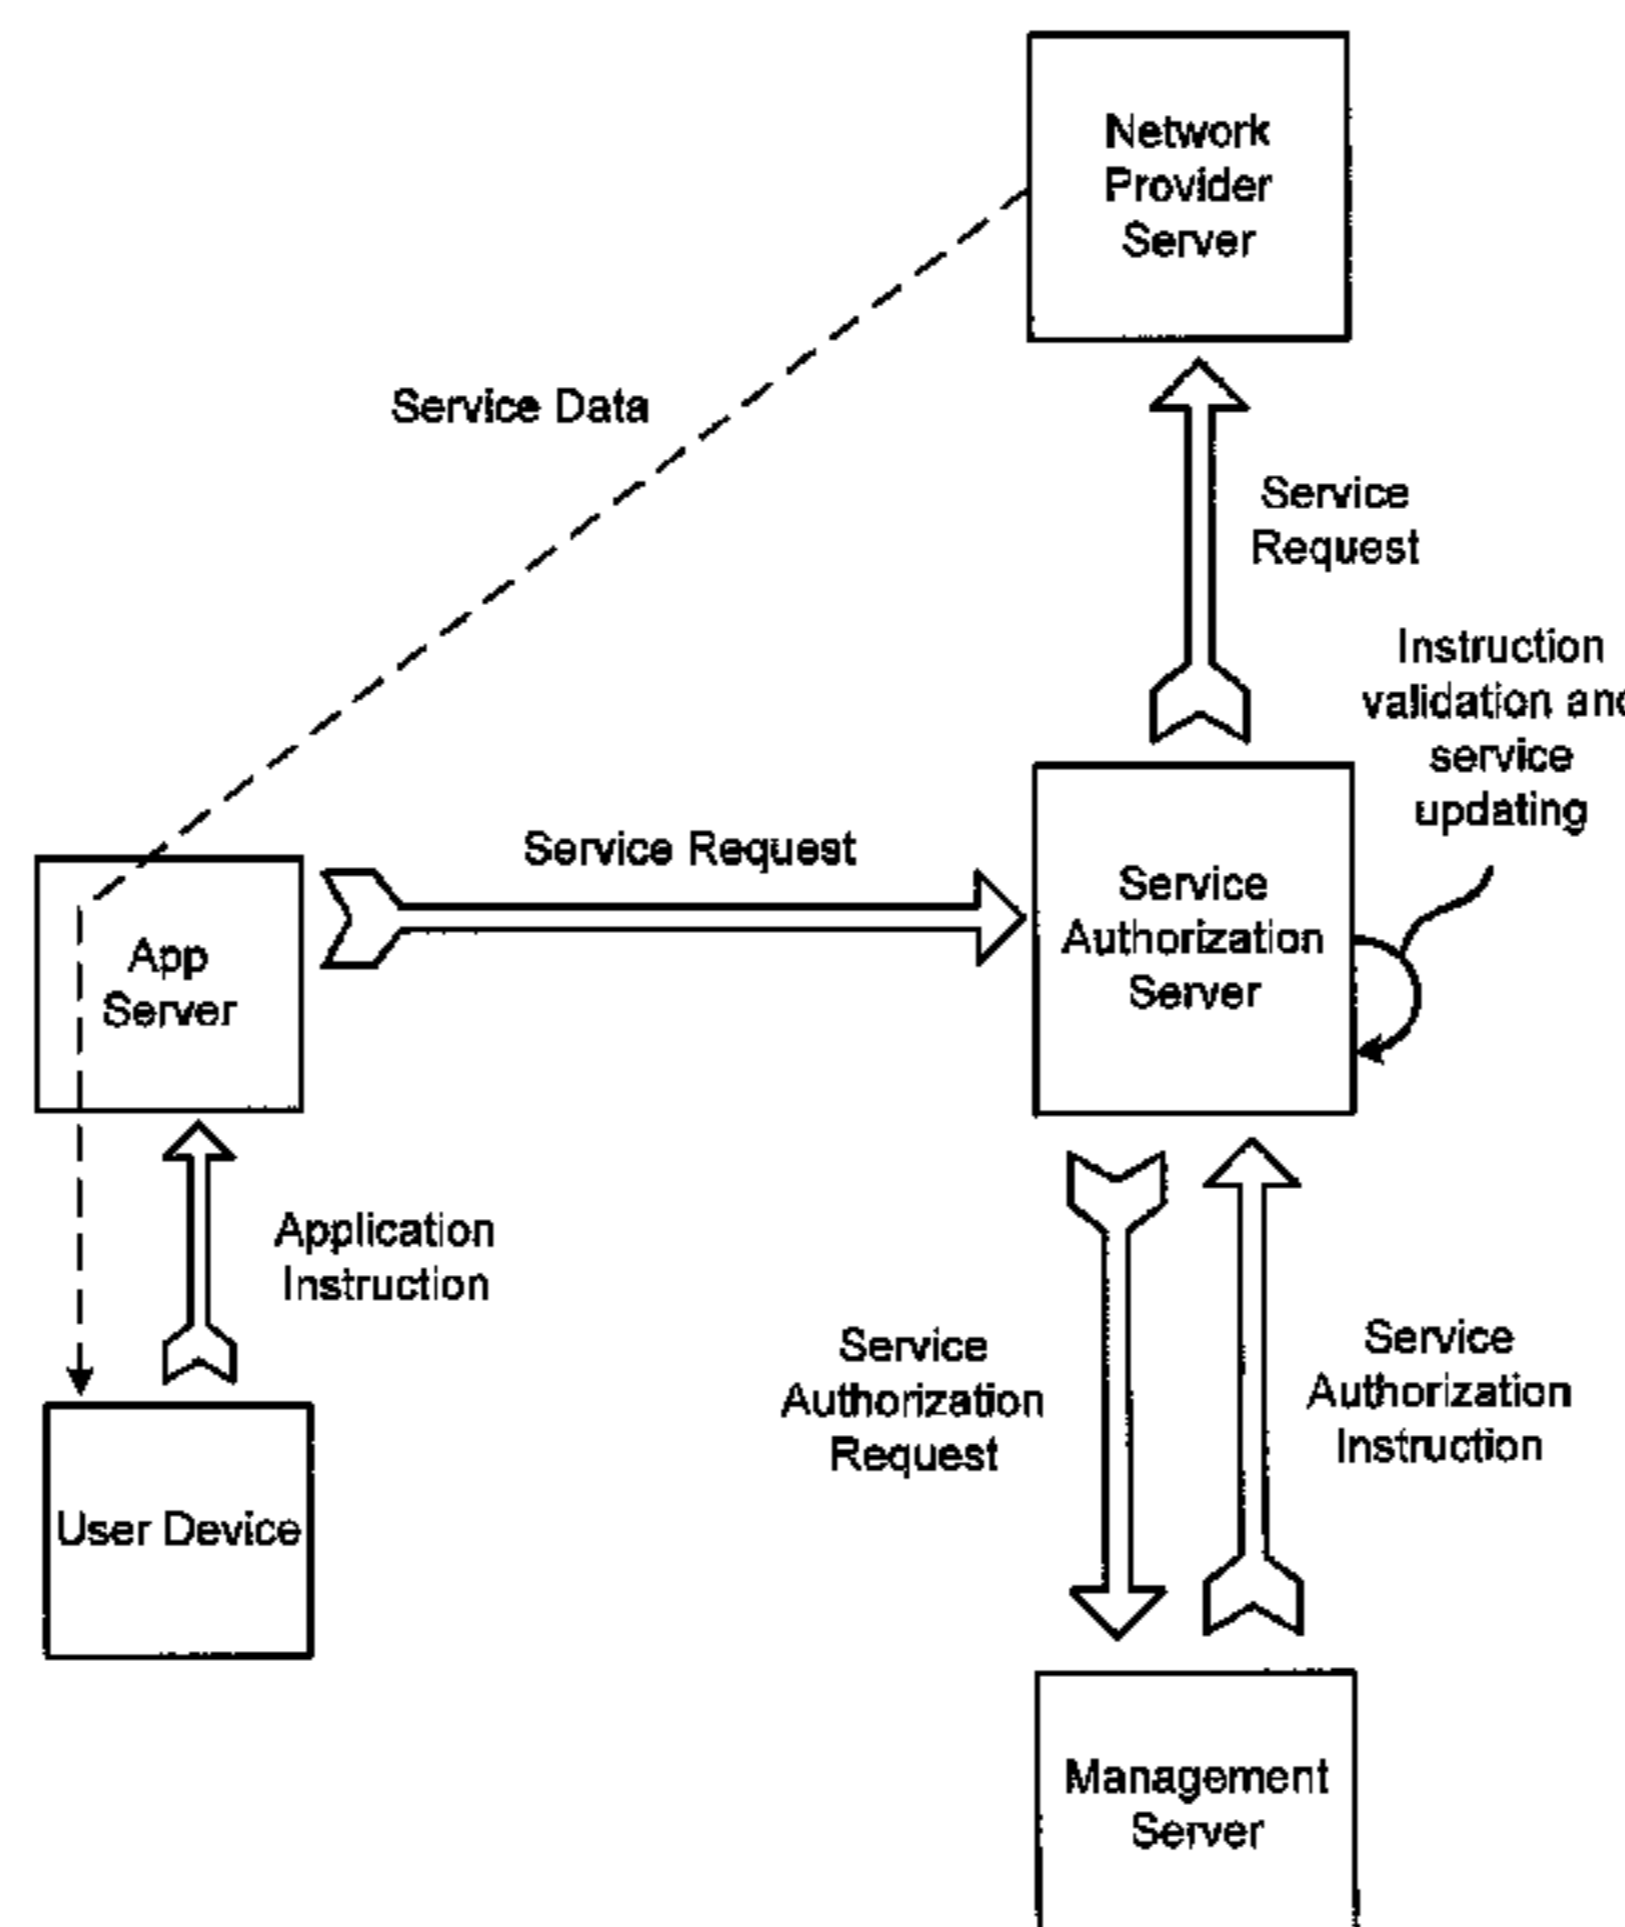 Network
Provider
Server
Service Data
Service
Request
Instruction
validation and
service
updating
Service Request
Service
Authorization
Server
App
Server
Application
Instruction
Service
Authorization
Request
Service
Authorization
Instruction
User Device
Management
Server